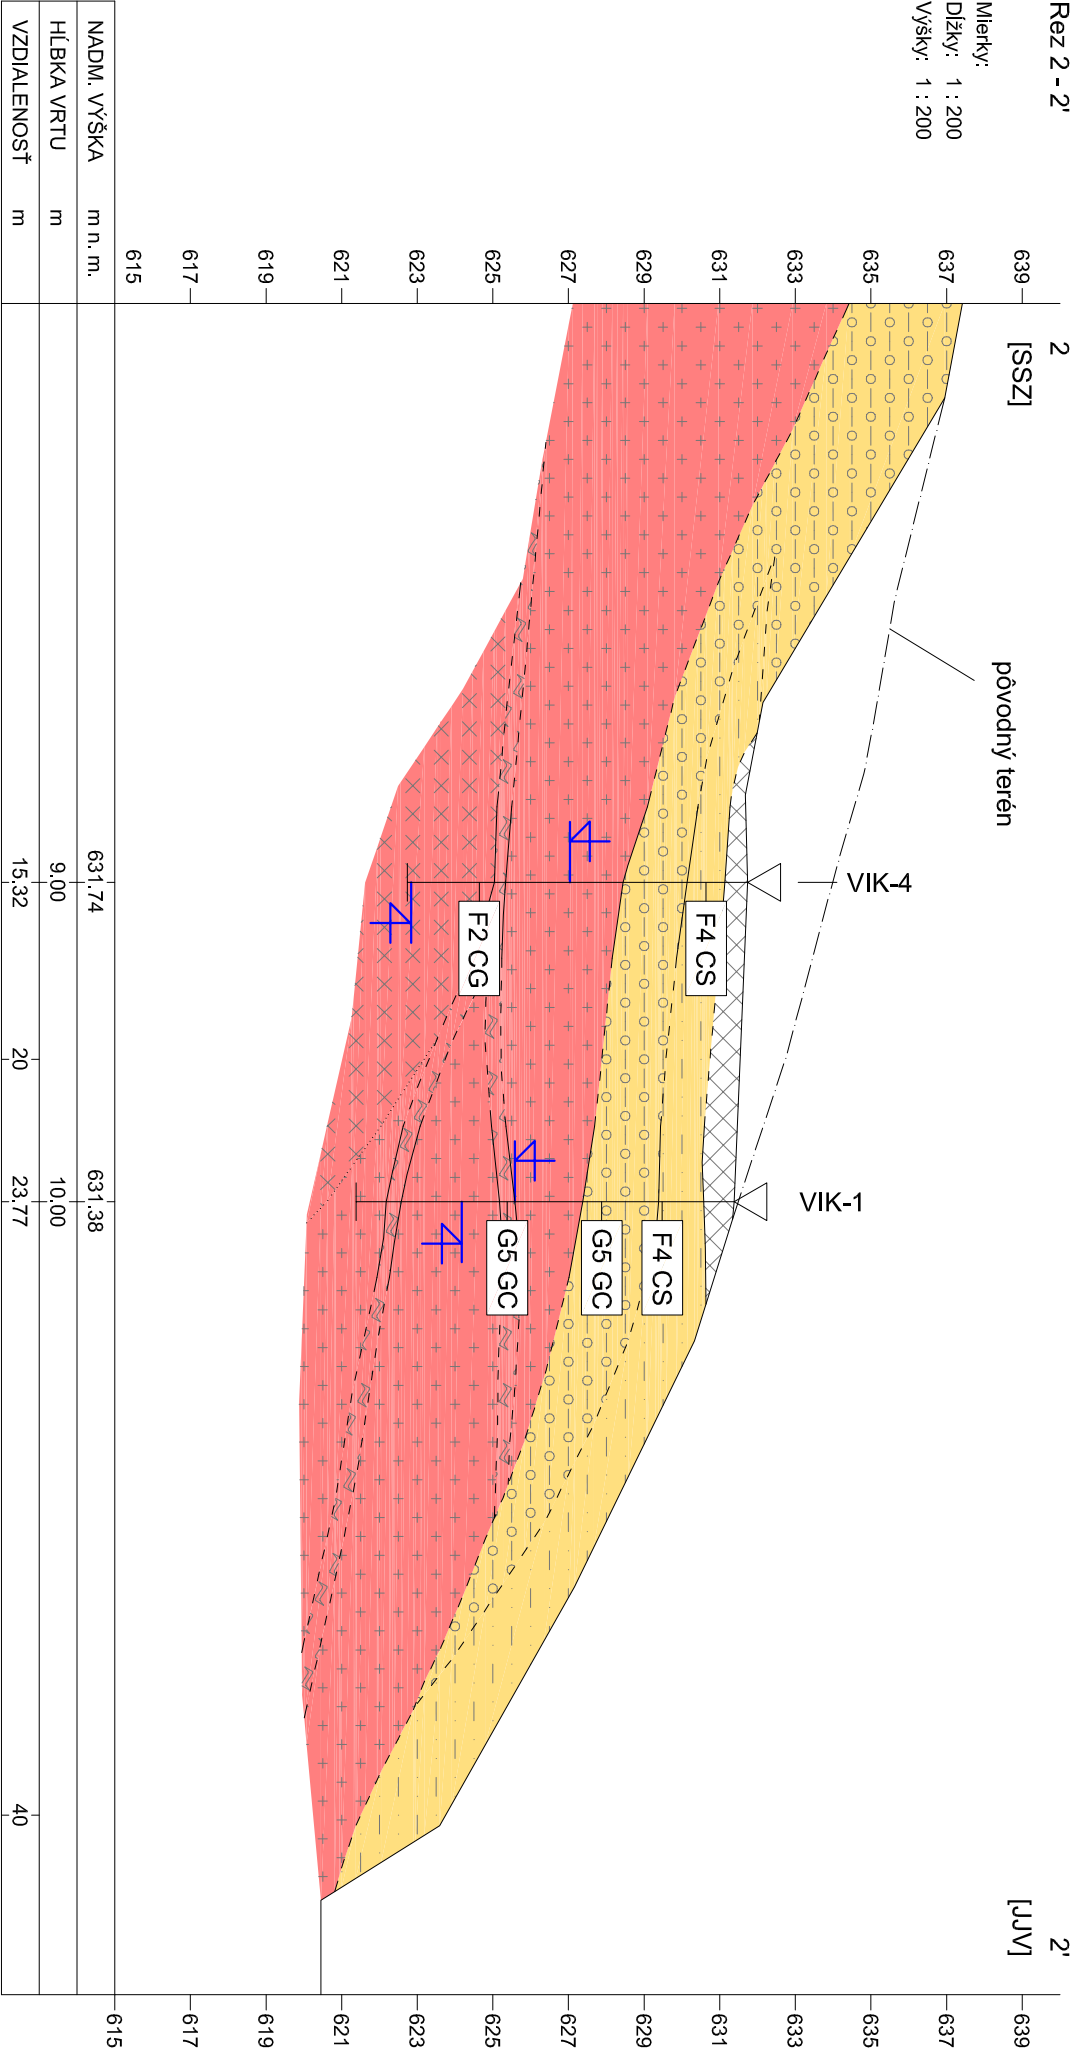 Rez 2 - 2'
Mierky:
Dĺžky: 1 : 200
Výšky: 1 : 200
2
[SSZ]
2'
[JJV]
639
637
635
633
631
629
627
625
623
621
619
617
615
639
637
635
633
631
629
627
625
623
621
619
617
615
pôvodný terén
VIK-4
VIK-1
F4 CS
F2 CG
F4 CS
G5 GC
G5 GC
NADM. VÝŠKA m n. m. 631.74 631.38
HĹBKA VRTU m 9.00 10.00
VZDIALENOSŤ m 15.32 20 23.77 40